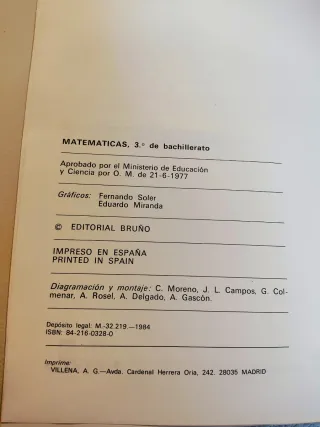 MATEMATICAS, 3.º de bachillerato
Aprobado por el Ministerio de Educación
y Ciencia por O. M. de 21-6-1977
Gráficos: Fernando Soler
Eduardo Miranda
© EDITORIAL BRUÑO
IMPRESO EN ESPAÑA
PRINTED IN SPAIN
Diagramación y montaje: C. Moreno, J. L. Campos, G. Col-
menar, A. Rosel, A. Delgado, A. Gascón.
Depósito legal: M.-32.219.—1984
ISBN: 84-216-0328-0
Imprime:
VILLENA, A. G.—Avda. Cardenal Herrera Oria, 242. 28035 MADRID